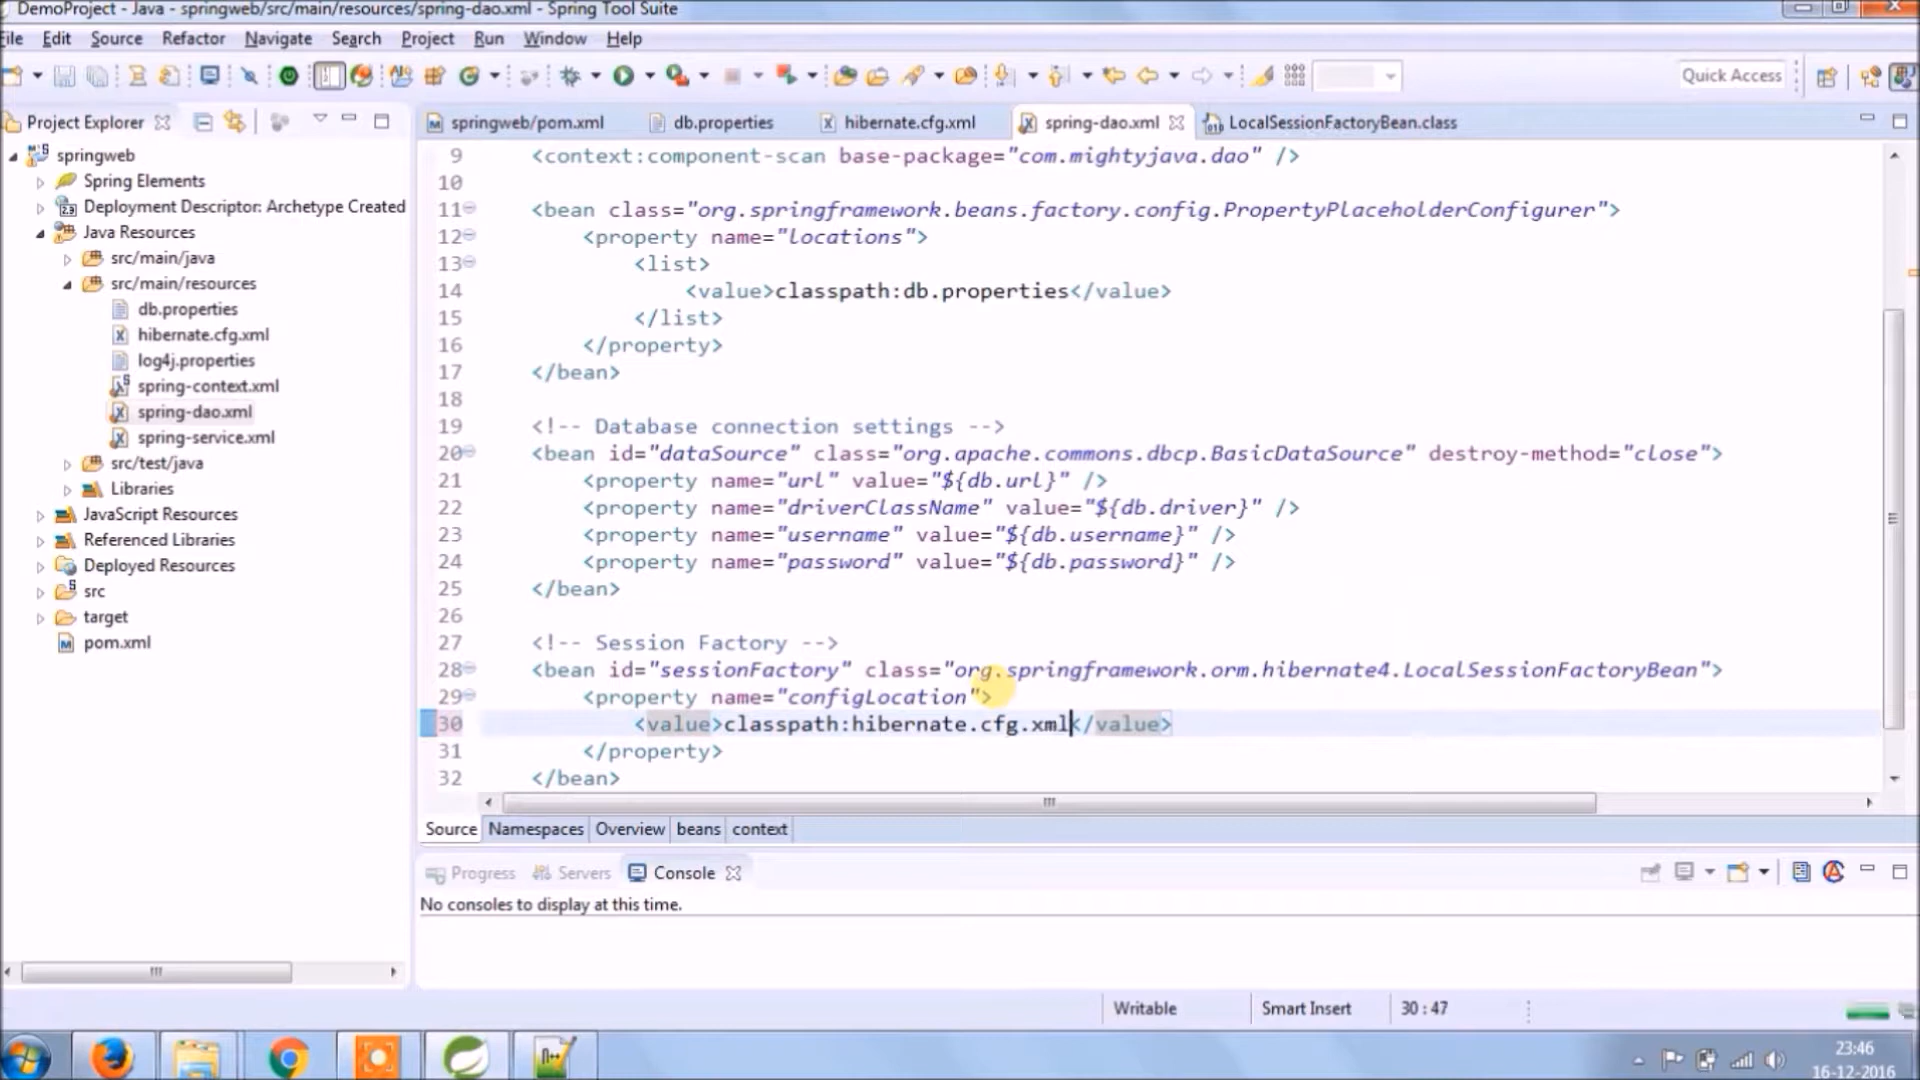 DemoProject - Java - springweb/src/main/resources/spring-dao.xml - Spring Tool Suite
File Edit Source Refactor Navigate Search Project Run Window Help
Quick Access
Project Explorer
springweb
Spring Elements
Deployment Descriptor: Archetype Created
Java Resources
src/main/java
src/main/resources
db.properties
hibernate.cfg.xml
log4j.properties
spring-context.xml
spring-dao.xml
spring-service.xml
src/test/java
Libraries
JavaScript Resources
Referenced Libraries
Deployed Resources
src
target
pom.xml
springweb/pom.xml db.properties hibernate.cfg.xml spring-dao.xml LocalSessionFactoryBean.class
9 <context:component-scan base-package="com.mightyjava.dao" />
10
11 <bean class="org.springframework.beans.factory.config.PropertyPlaceholderConfigurer">
12 <property name="locations">
13 <list>
14 <value>classpath:db.properties</value>
15 </list>
16 </property>
17 </bean>
18
19 <!-- Database connection settings -->
20 <bean id="dataSource" class="org.apache.commons.dbcp.BasicDataSource" destroy-method="close">
21 <property name="url" value="${db.url}" />
22 <property name="driverClassName" value="${db.driver}" />
23 <property name="username" value="${db.username}" />
24 <property name="password" value="${db.password}" />
25 </bean>
26
27 <!-- Session Factory -->
28 <bean id="sessionFactory" class="org.springframework.orm.hibernate4.LocalSessionFactoryBean">
29 <property name="configLocation">
30 <value>classpath:hibernate.cfg.xml</value>
31 </property>
32 </bean>
Source Namespaces Overview beans context
Progress Servers Console
No consoles to display at this time.
Writable Smart Insert 30 : 47
23:46
16-12-2016